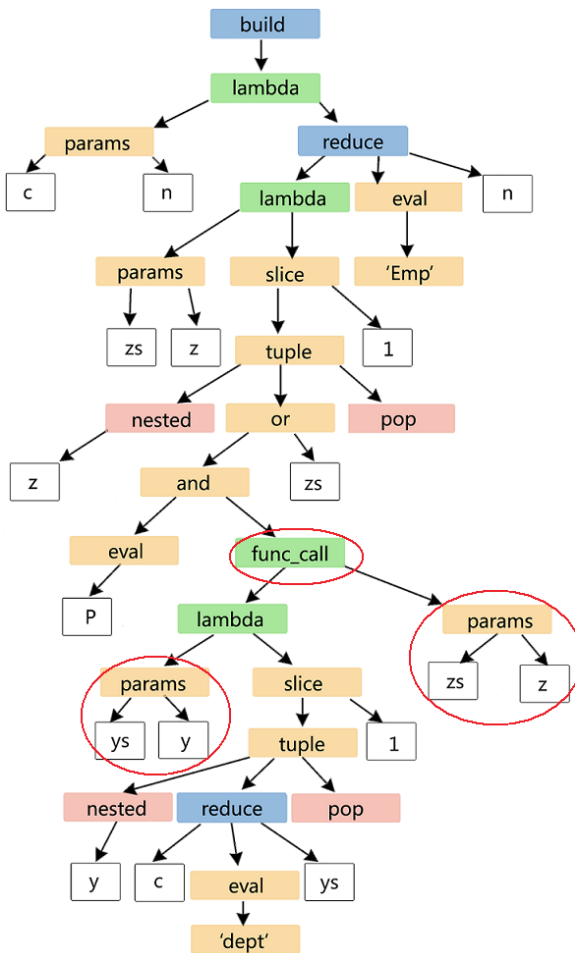 build
lambda
params reduce
c n lambda eval n
params slice 'Emp'
zs z tuple 1
nested or pop
z and zs
eval func_call
P lambda params
params slice zs z
ys y tuple 1
nested reduce pop
y c eval ys
'dept'